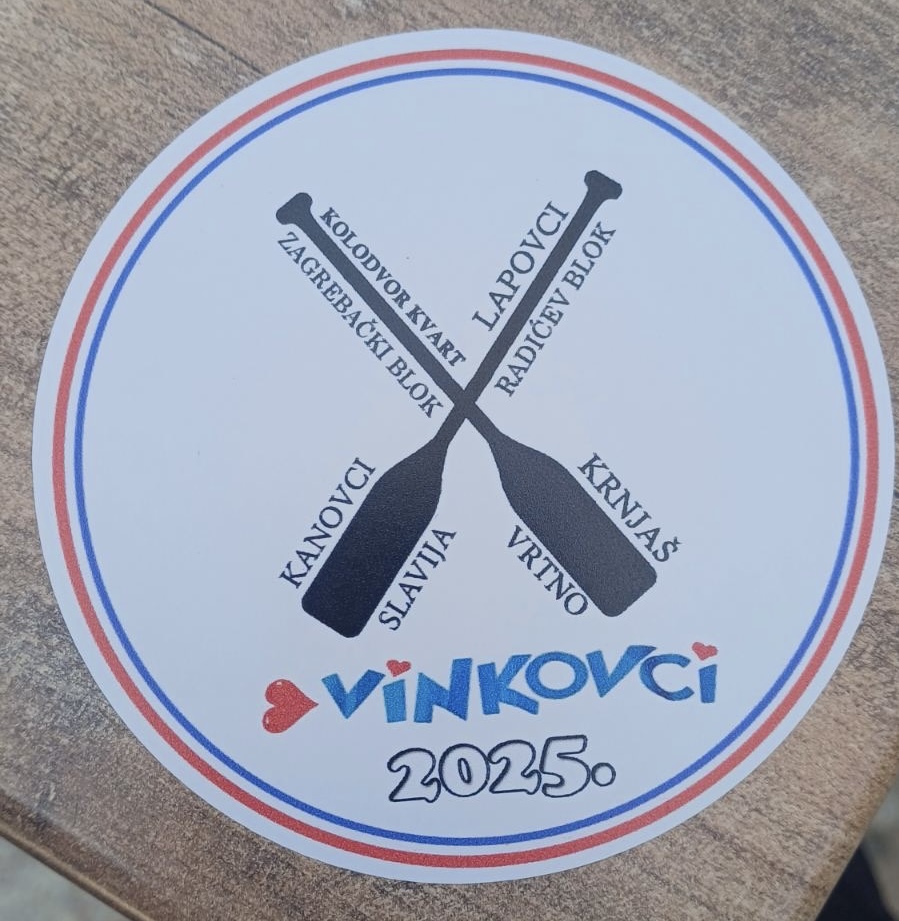 KOLODVOR KVART
ZAGREBAČKI BLOK
LAPOVCI
RADIĆEV BLOK
KANOVCI
SLAVIJA
KRNJAŠ
VRTNO
VINKOVCI
2025.